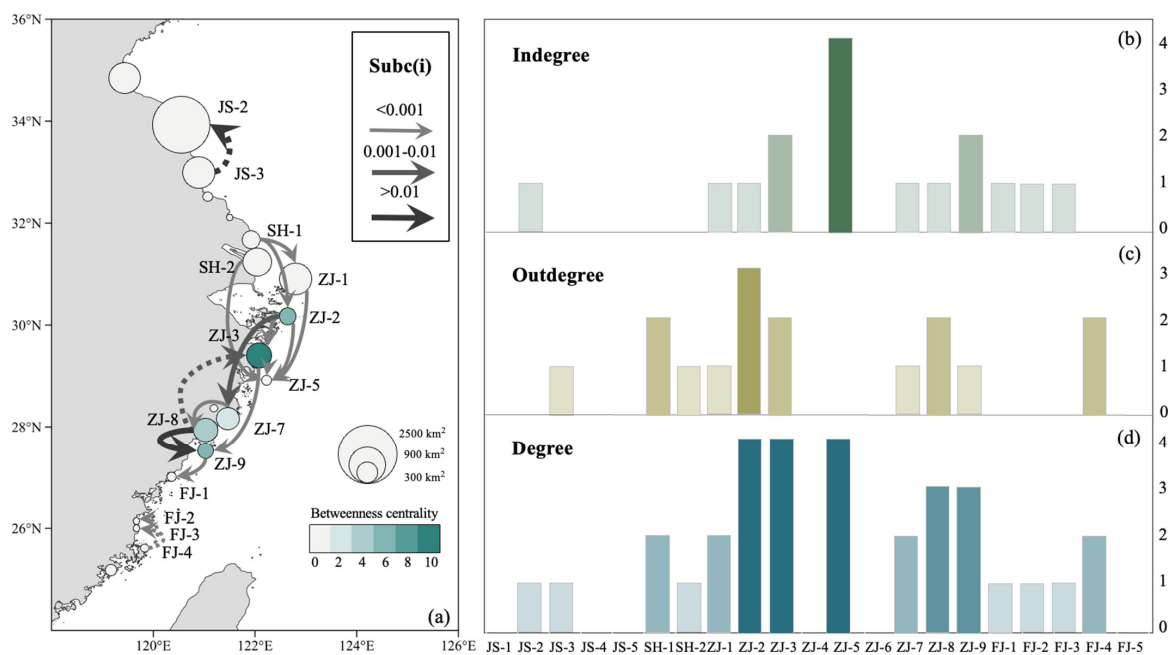 36°N
34°N
32°N
30°N
28°N
26°N
120°E
122°E
124°E
126°E
Subc(i)
<0.001
0.001-0.01
>0.01
JS-2
JS-3
SH-1
SH-2
ZJ-1
ZJ-2
ZJ-3
ZJ-5
ZJ-8
ZJ-7
ZJ-9
FJ-1
FJ-2
FJ-3
FJ-4
2500 km²
900 km²
300 km²
Betweenness centrality
0 2 4 6 8 10
(a)
Indegree
(b)
4
3
2
1
0
Outdegree
(c)
3
2
1
0
Degree
(d)
4
3
2
1
0
JS-1 JS-2 JS-3 JS-4 JS-5 SH-1 SH-2 ZJ-1 ZJ-2 ZJ-3 ZJ-4 ZJ-5 ZJ-6 ZJ-7 ZJ-8 ZJ-9 FJ-1 FJ-2 FJ-3 FJ-4 FJ-5